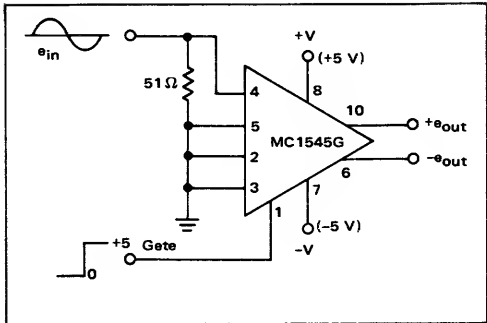 +V
(+5 V)
e_in
51 Ω
4
8
10
+e_out
5
MC1545G
2
-e_out
6
3
7
1
(-5 V)
+5 Gete
0
-V